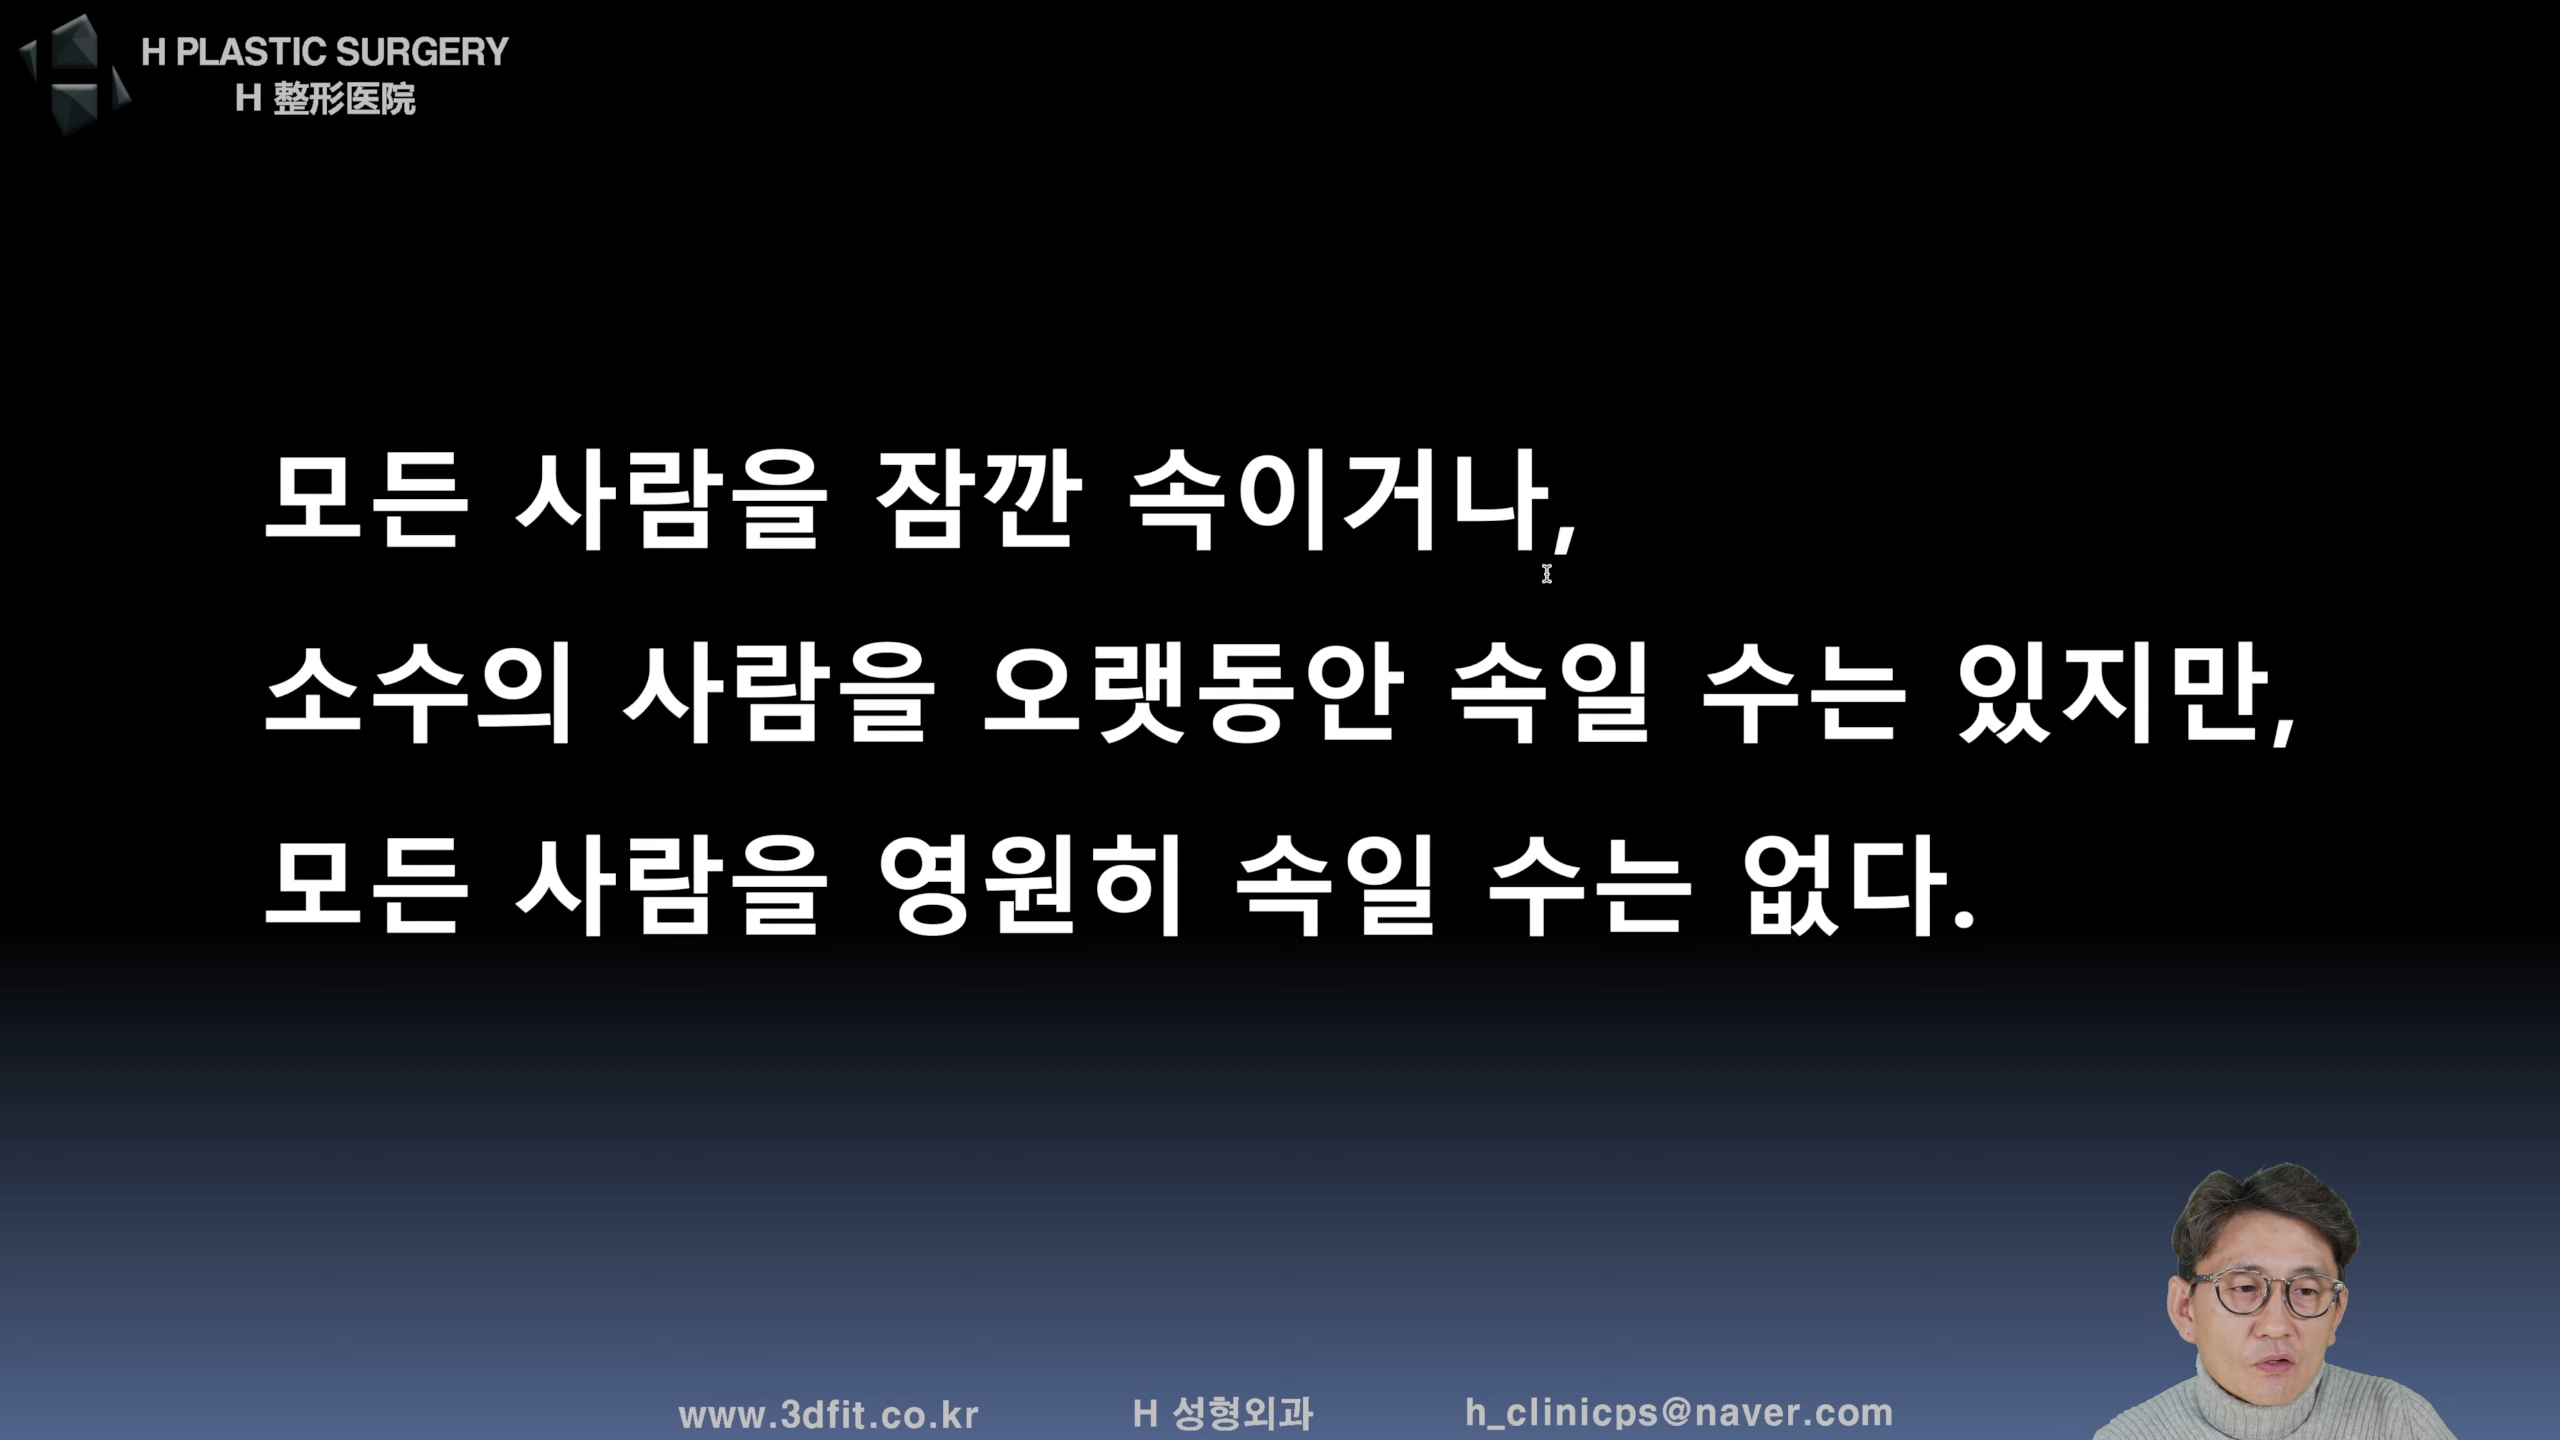 H PLASTIC SURGERY
H 整形医院
모든 사람을 잠깐 속이거나,
소수의 사람을 오랫동안 속일 수는 있지만,
모든 사람을 영원히 속일 수는 없다.
www.3dfit.co.kr H 성형외과 h_clinicps@naver.com